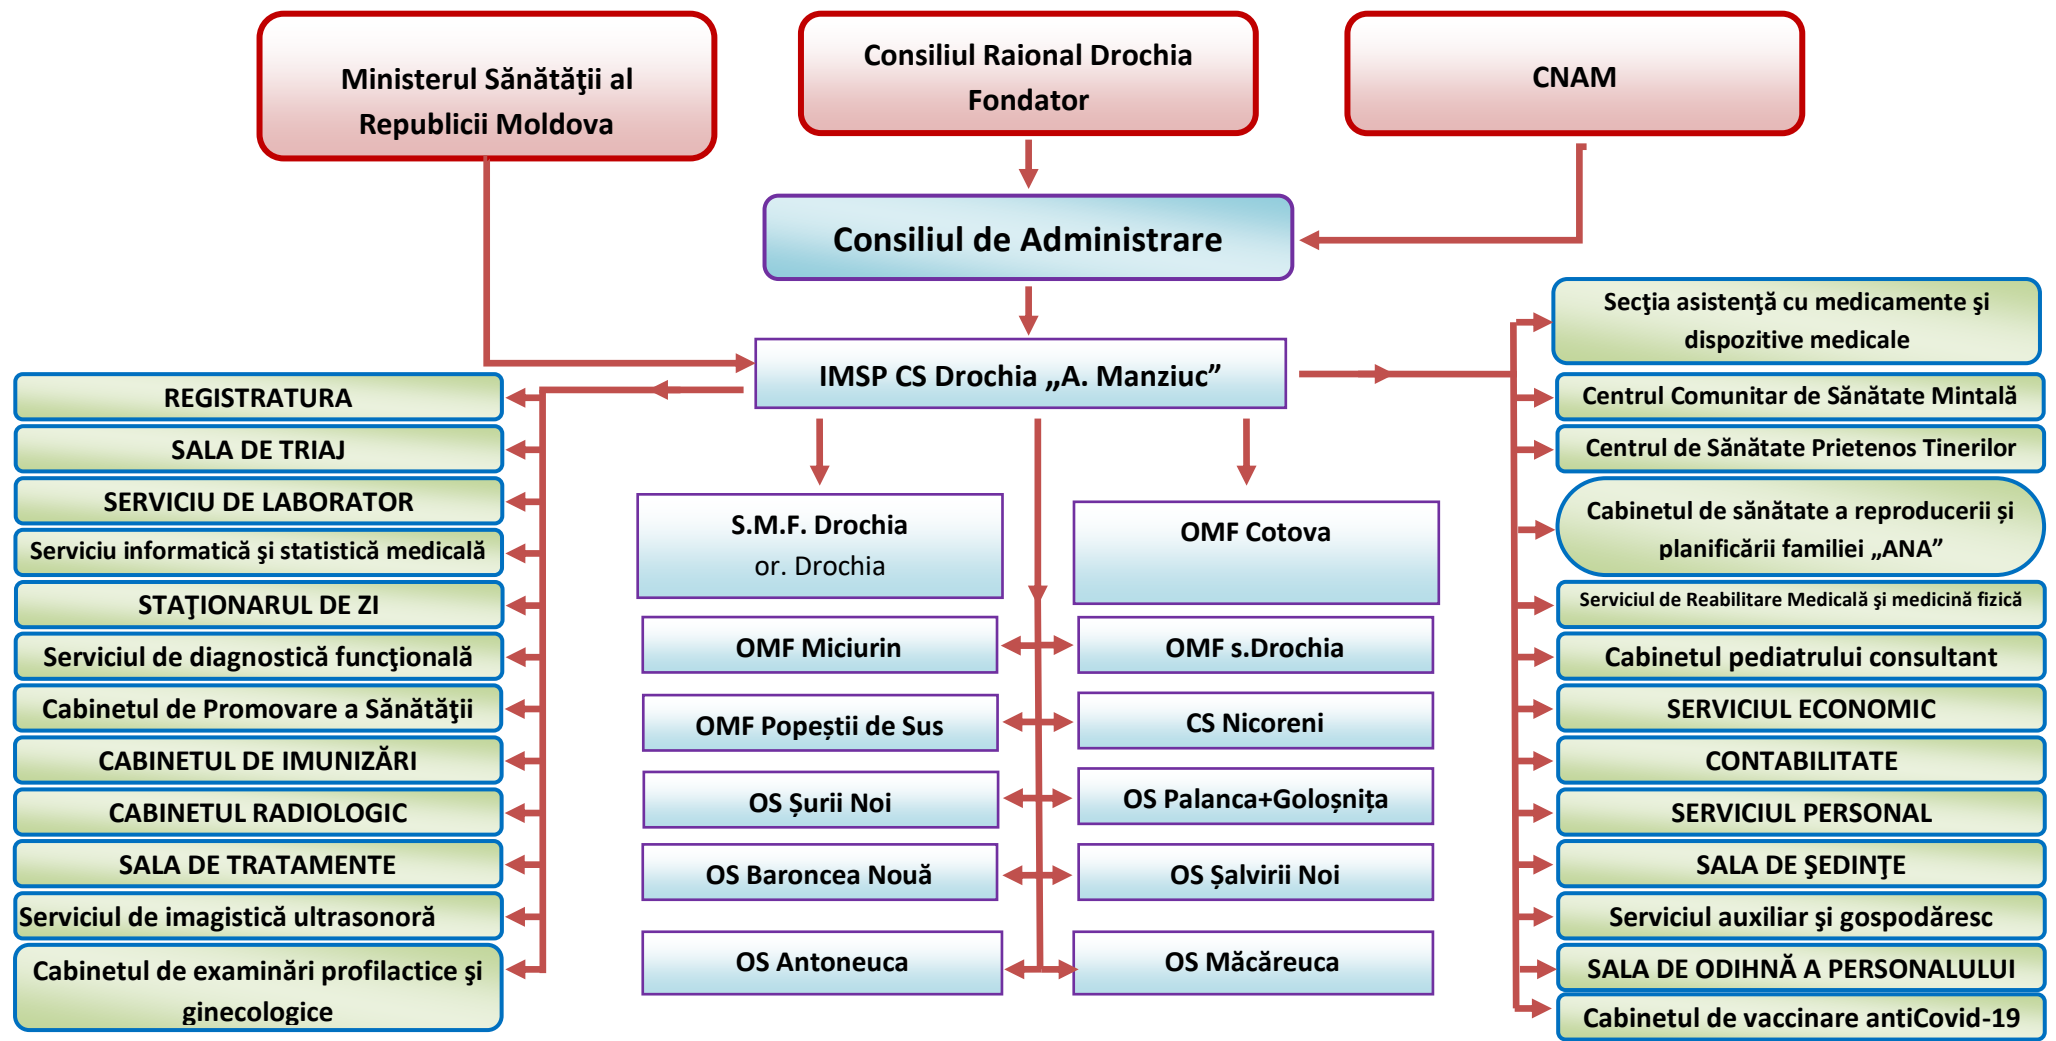 Ministerul Sănătăţii al
Republicii Moldova
Consiliul Raional Drochia
Fondator
CNAM
Consiliul de Administrare
IMSP CS Drochia „A. Manziuc”
REGISTRATURA
SALA DE TRIAJ
SERVICIU DE LABORATOR
Serviciu informatică şi statistică medicală
STAŢIONARUL DE ZI
Serviciul de diagnostică funcţională
Cabinetul de Promovare a Sănătăţii
CABINETUL DE IMUNIZĂRI
CABINETUL RADIOLOGIC
SALA DE TRATAMENTE
Serviciul de imagistică ultrasonoră
Cabinetul de examinări profilactice şi
ginecologice
S.M.F. Drochia
or. Drochia
OMF Miciurin
OMF Popeștii de Sus
OS Șurii Noi
OS Baroncea Nouă
OS Antoneuca
OMF Cotova
OMF s.Drochia
CS Nicoreni
OS Palanca+Goloșnița
OS Șalvirii Noi
OS Măcăreuca
Secţia asistenţă cu medicamente şi
dispozitive medicale
Centrul Comunitar de Sănătate Mintală
Centrul de Sănătate Prietenos Tinerilor
Cabinetul de sănătate a reproducerii și
planificării familiei „ANA”
Serviciul de Reabilitare Medicală şi medicină fizică
Cabinetul pediatrului consultant
SERVICIUL ECONOMIC
CONTABILITATE
SERVICIUL PERSONAL
SALA DE ŞEDINŢE
Serviciul auxiliar şi gospodăresc
SALA DE ODIHNĂ A PERSONALULUI
Cabinetul de vaccinare antiCovid-19